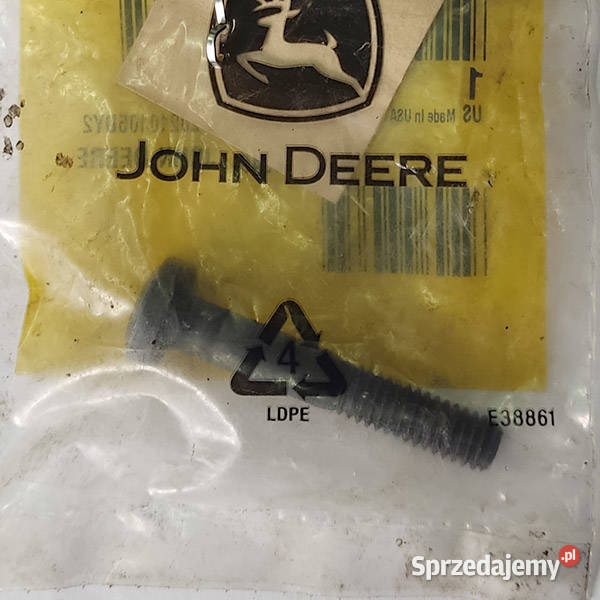 1
US Made in USA
JOHN DEERE
4
LDPE
E38861
Sprzedajemy.pl